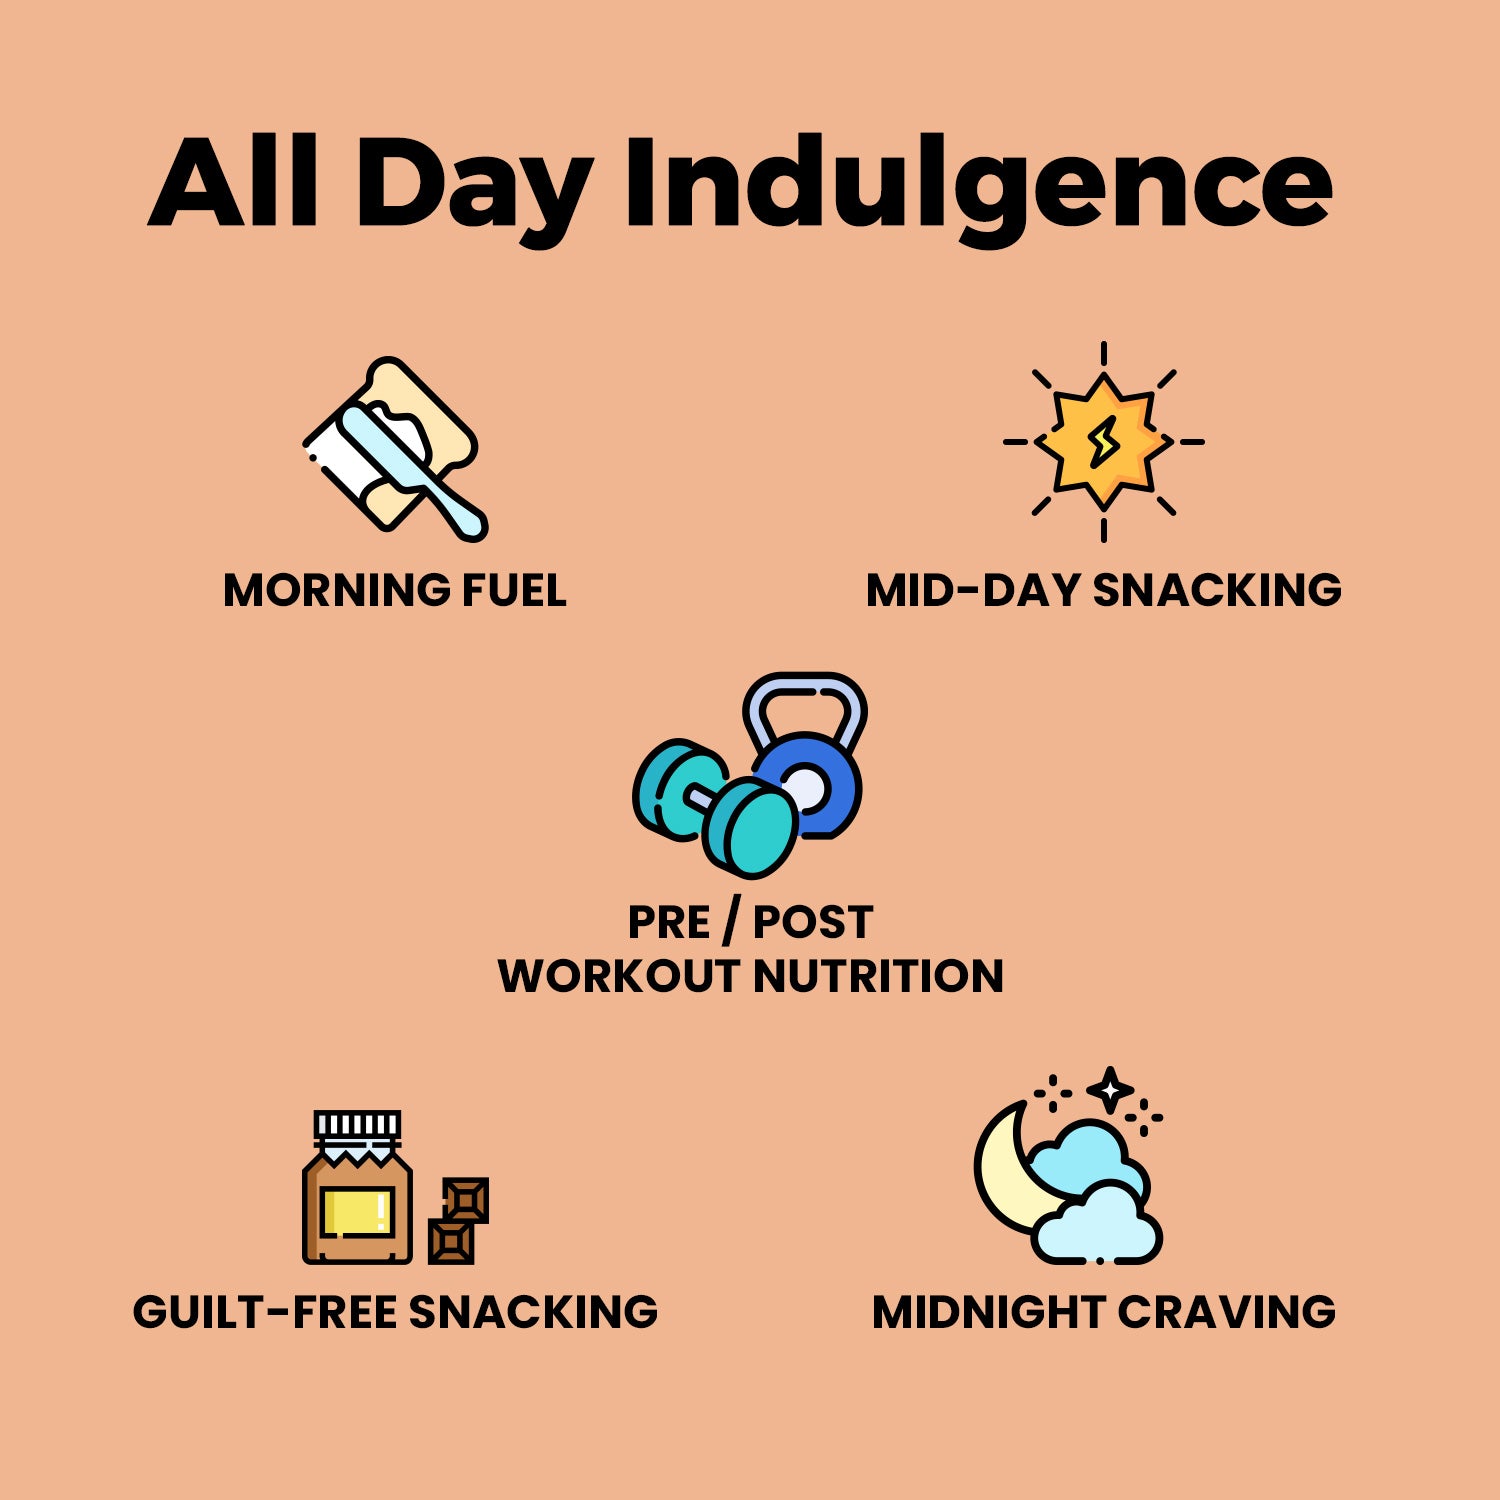 All Day Indulgence
MORNING FUEL
MID-DAY SNACKING
PRE / POST
WORKOUT NUTRITION
GUILT-FREE SNACKING
MIDNIGHT CRAVING